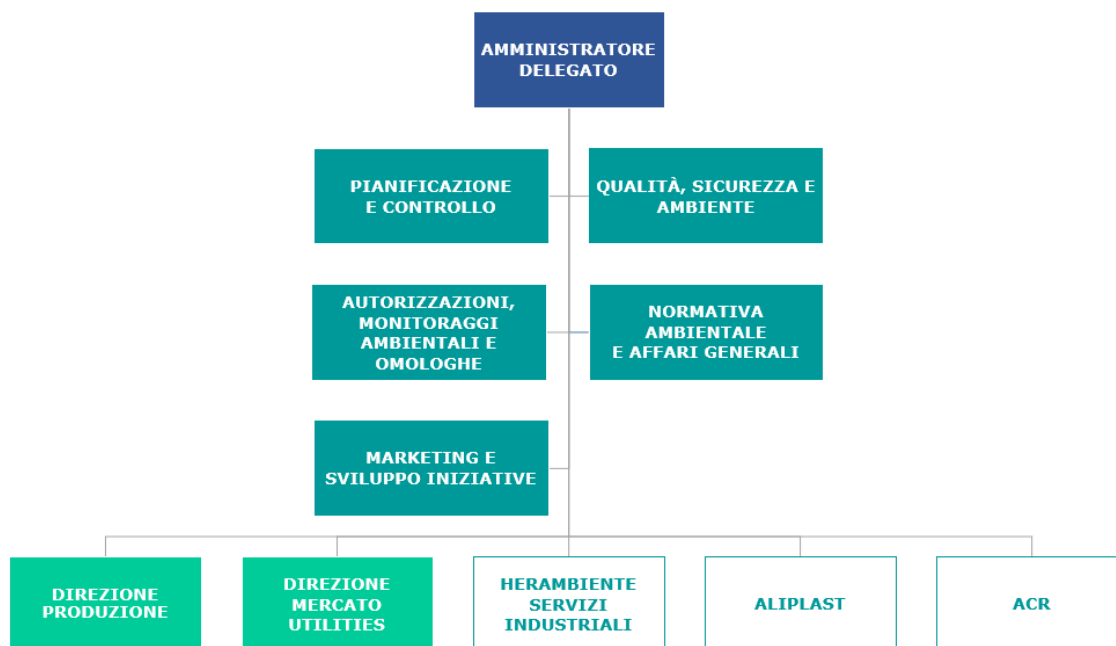 AMMINISTRATORE
DELEGATO
PIANIFICAZIONE
E CONTROLLO
QUALITÀ, SICUREZZA E
AMBIENTE
AUTORIZZAZIONI,
MONITORAGGI
AMBIENTALI E
OMOLOGHE
NORMATIVA
AMBIENTALE
E AFFARI GENERALI
MARKETING E
SVILUPPO INIZIATIVE
DIREZIONE
PRODUZIONE
DIREZIONE
MERCATO
UTILITIES
HERAMBIENTE
SERVIZI
INDUSTRIALI
ALIPLAST
ACR